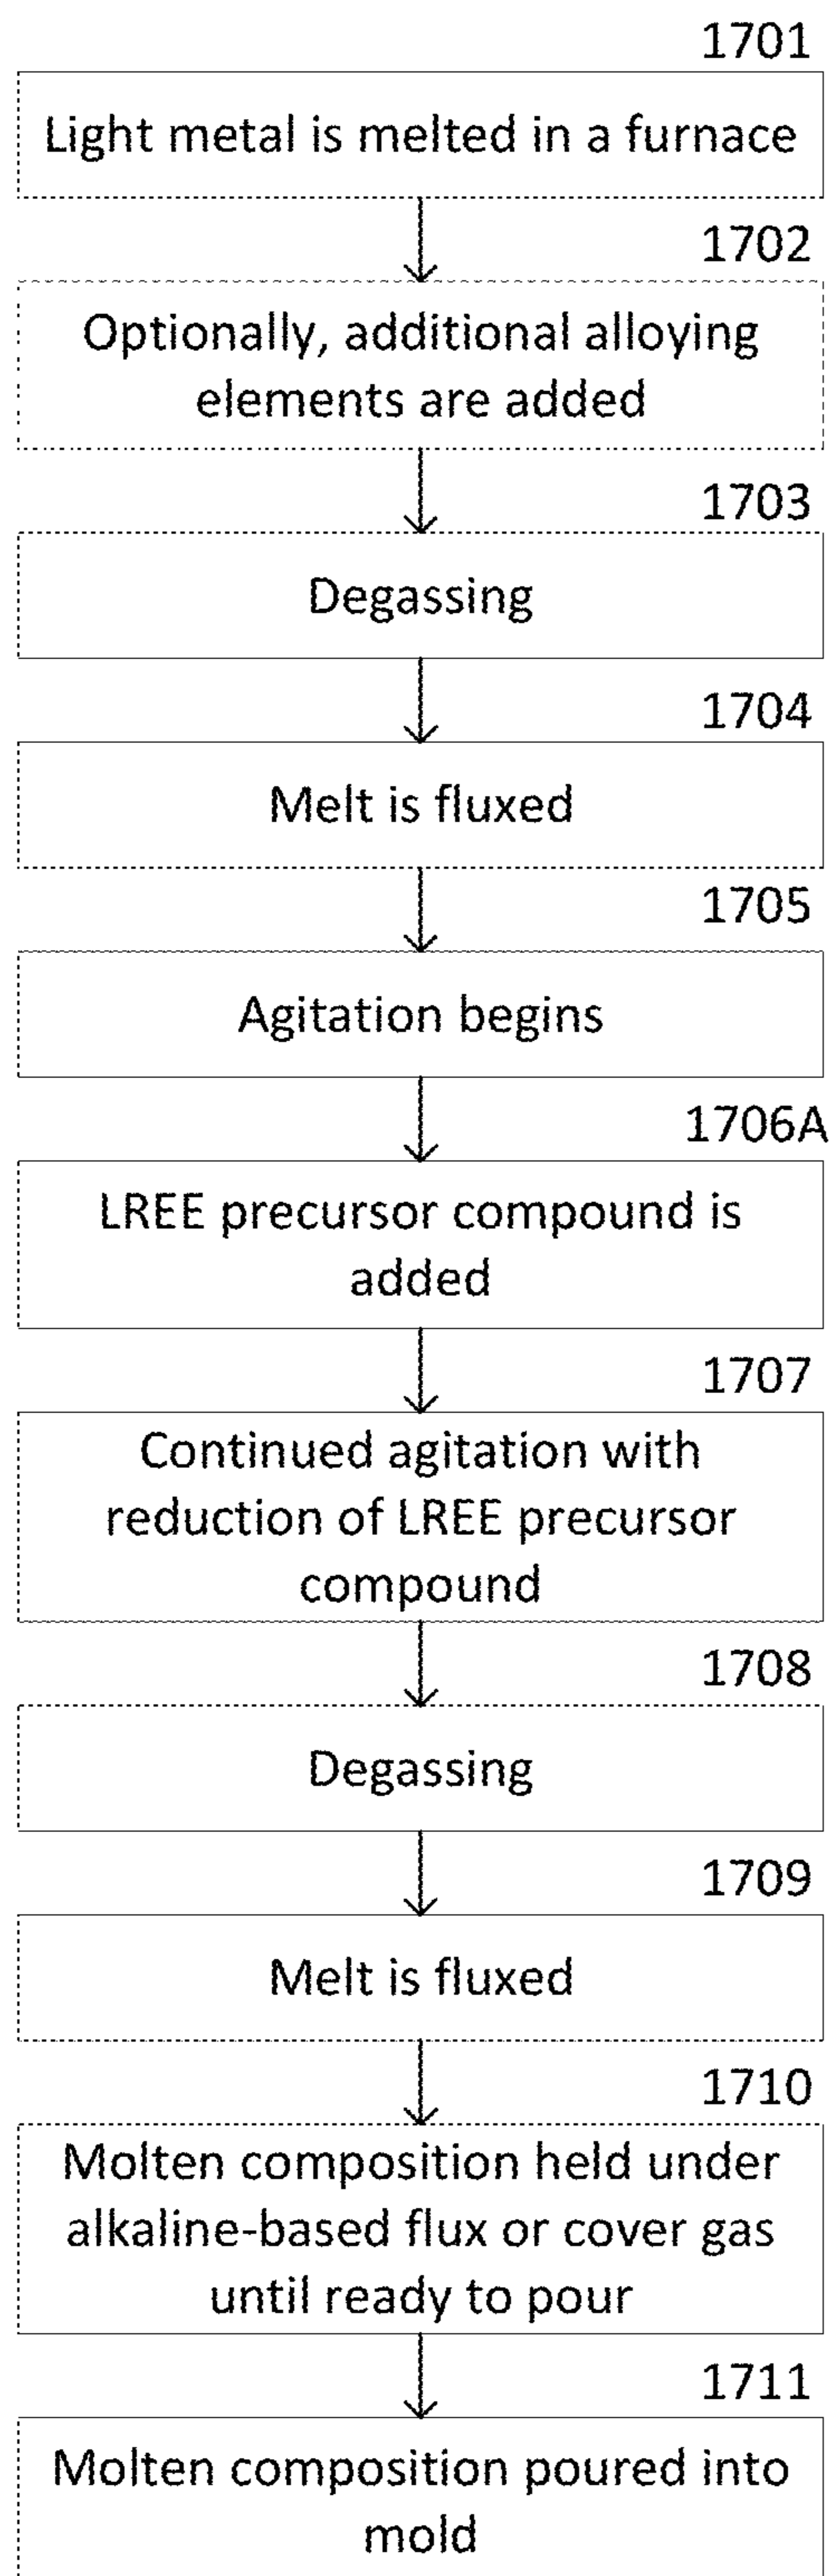 1701
Light metal is melted in a furnace
1702
Optionally, additional alloying
elements are added
1703
Degassing
1704
Melt is fluxed
1705
Agitation begins
1706A
LREE precursor compound is
added
1707
Continued agitation with
reduction of LREE precursor
compound
1708
Degassing
1709
Melt is fluxed
1710
Molten composition held under
alkaline-based flux or cover gas
until ready to pour
1711
Molten composition poured into
mold